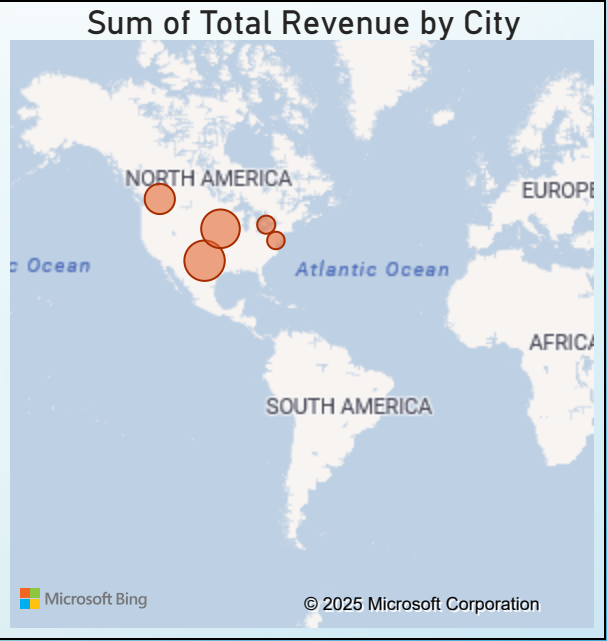 Sum of Total Revenue by City
NORTH AMERICA
EUROPE
c Ocean
Atlantic Ocean
AFRICA
SOUTH AMERICA
Microsoft Bing
© 2025 Microsoft Corporation